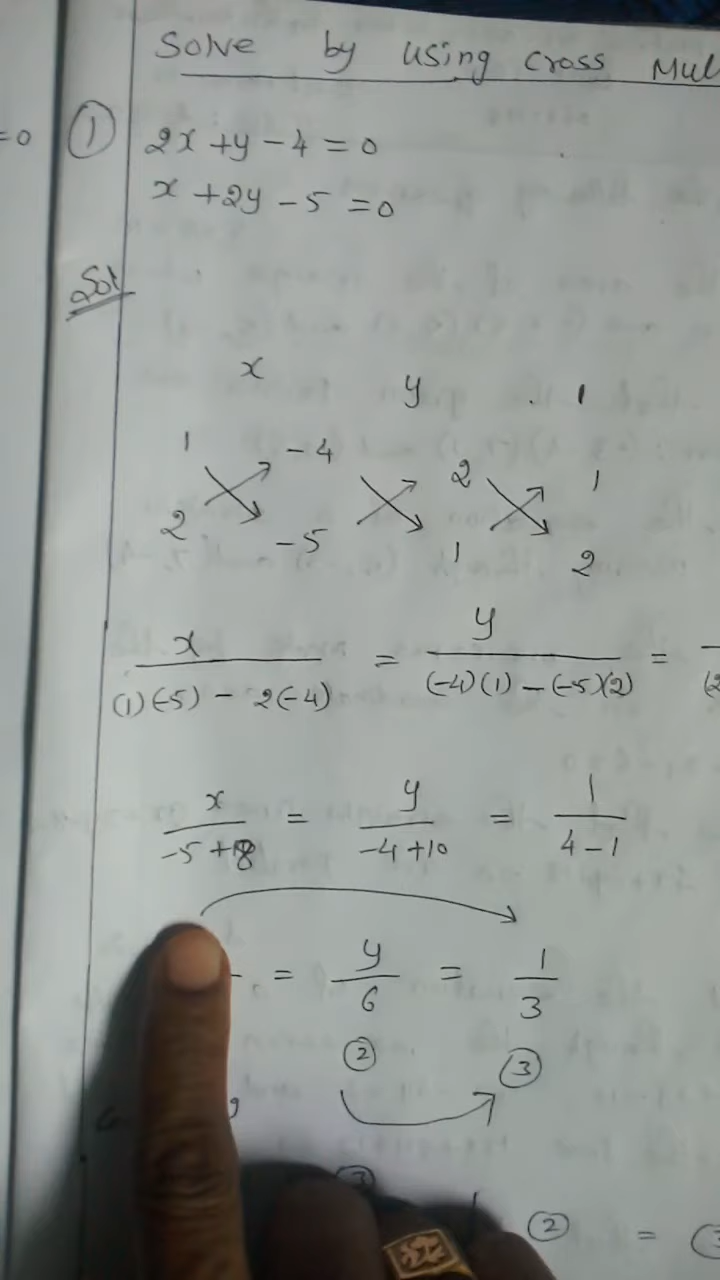 Solve by using cross Mul
=0 ① 2x + y - 4 = 0
x + 2y - 5 = 0
Sol
x y 1
1 -4 2 1
2 -5 1 2
x/((1)(-5) - 2(-4)) = y/((-4)(1) - (-5)(2)) =
x/(-5+8) = y/(-4+10) = 1/(4-1)
= y/6 = 1/3
② ③
③ ② =